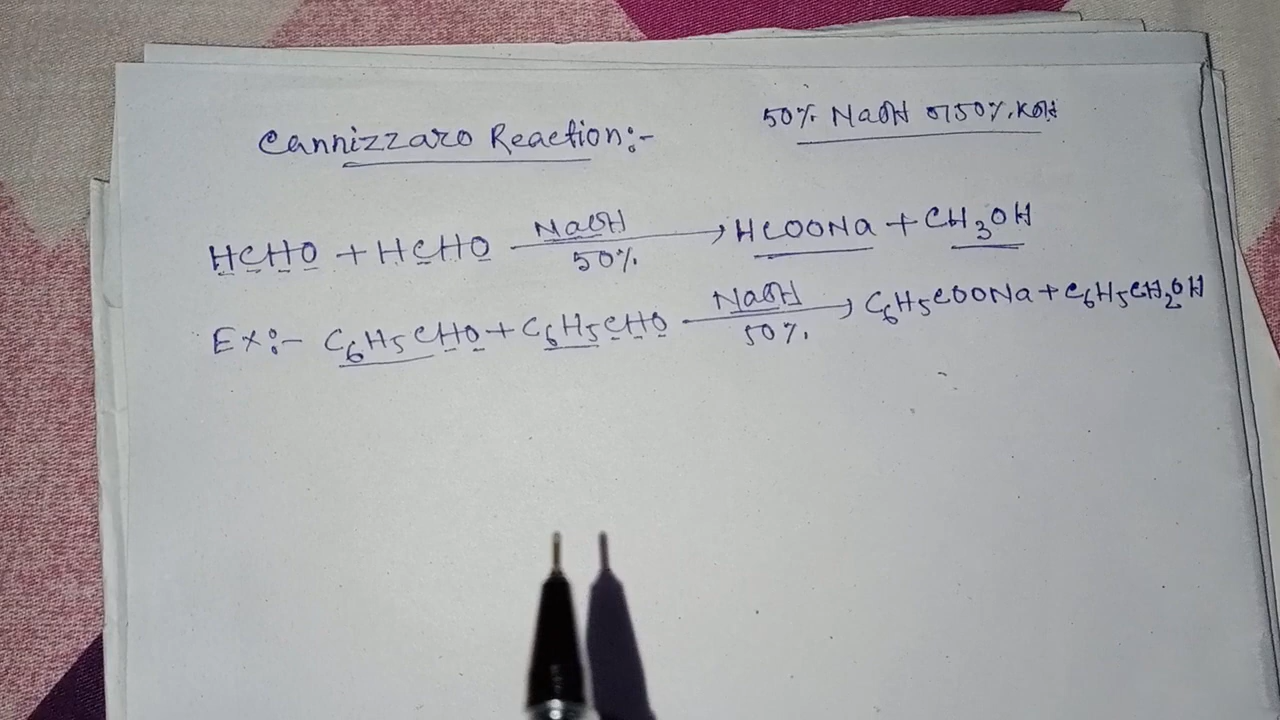 Cannizzaro Reaction:-
50% NaOH or 50% KOH
HCHO + HCHO NaOH 50% → HCOONa + CH₃OH
Ex:- C₆H₅CHO + C₆H₅CHO NaOH 50% → C₆H₅COONa + C₆H₅CH₂OH